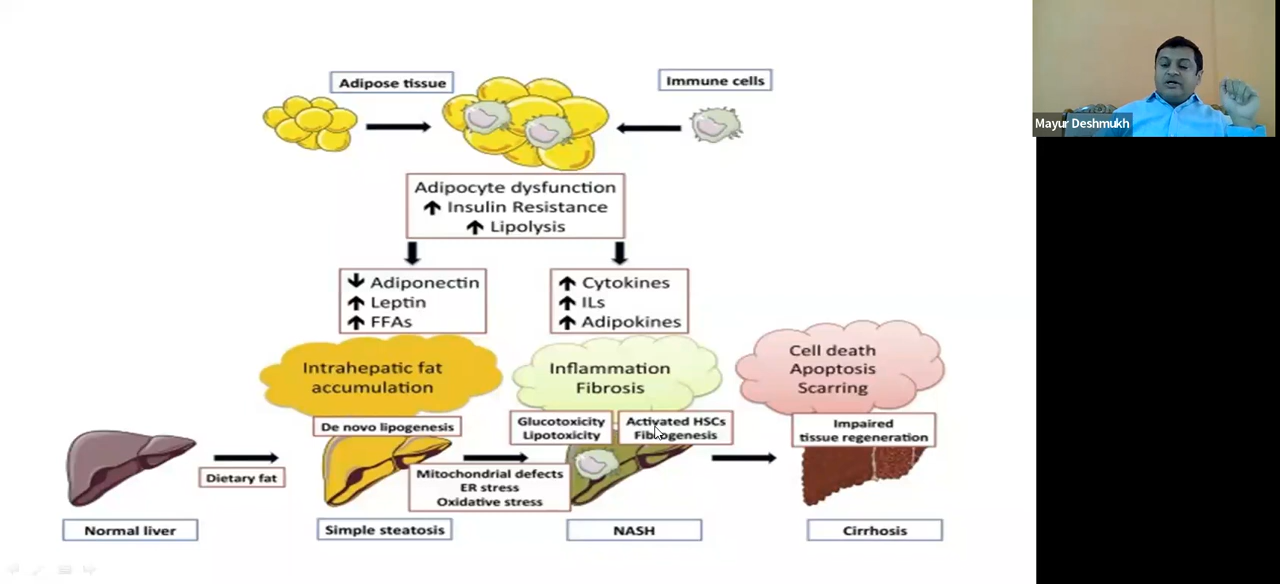 Adipose tissue
Immune cells
Mayur Deshmukh
Adipocyte dysfunction
↑ Insulin Resistance
↑ Lipolysis
↓ Adiponectin
↑ Leptin
↑ FFAs
↑ Cytokines
↑ ILs
↑ Adipokines
Intrahepatic fat
accumulation
Inflammation
Fibrosis
Cell death
Apoptosis
Scarring
De novo lipogenesis
Glucotoxicity
Lipotoxicity
Activated HSCs
Fibrogenesis
Impaired
tissue regeneration
Dietary fat
Mitochondrial defects
ER stress
Oxidative stress
Normal liver
Simple steatosis
NASH
Cirrhosis